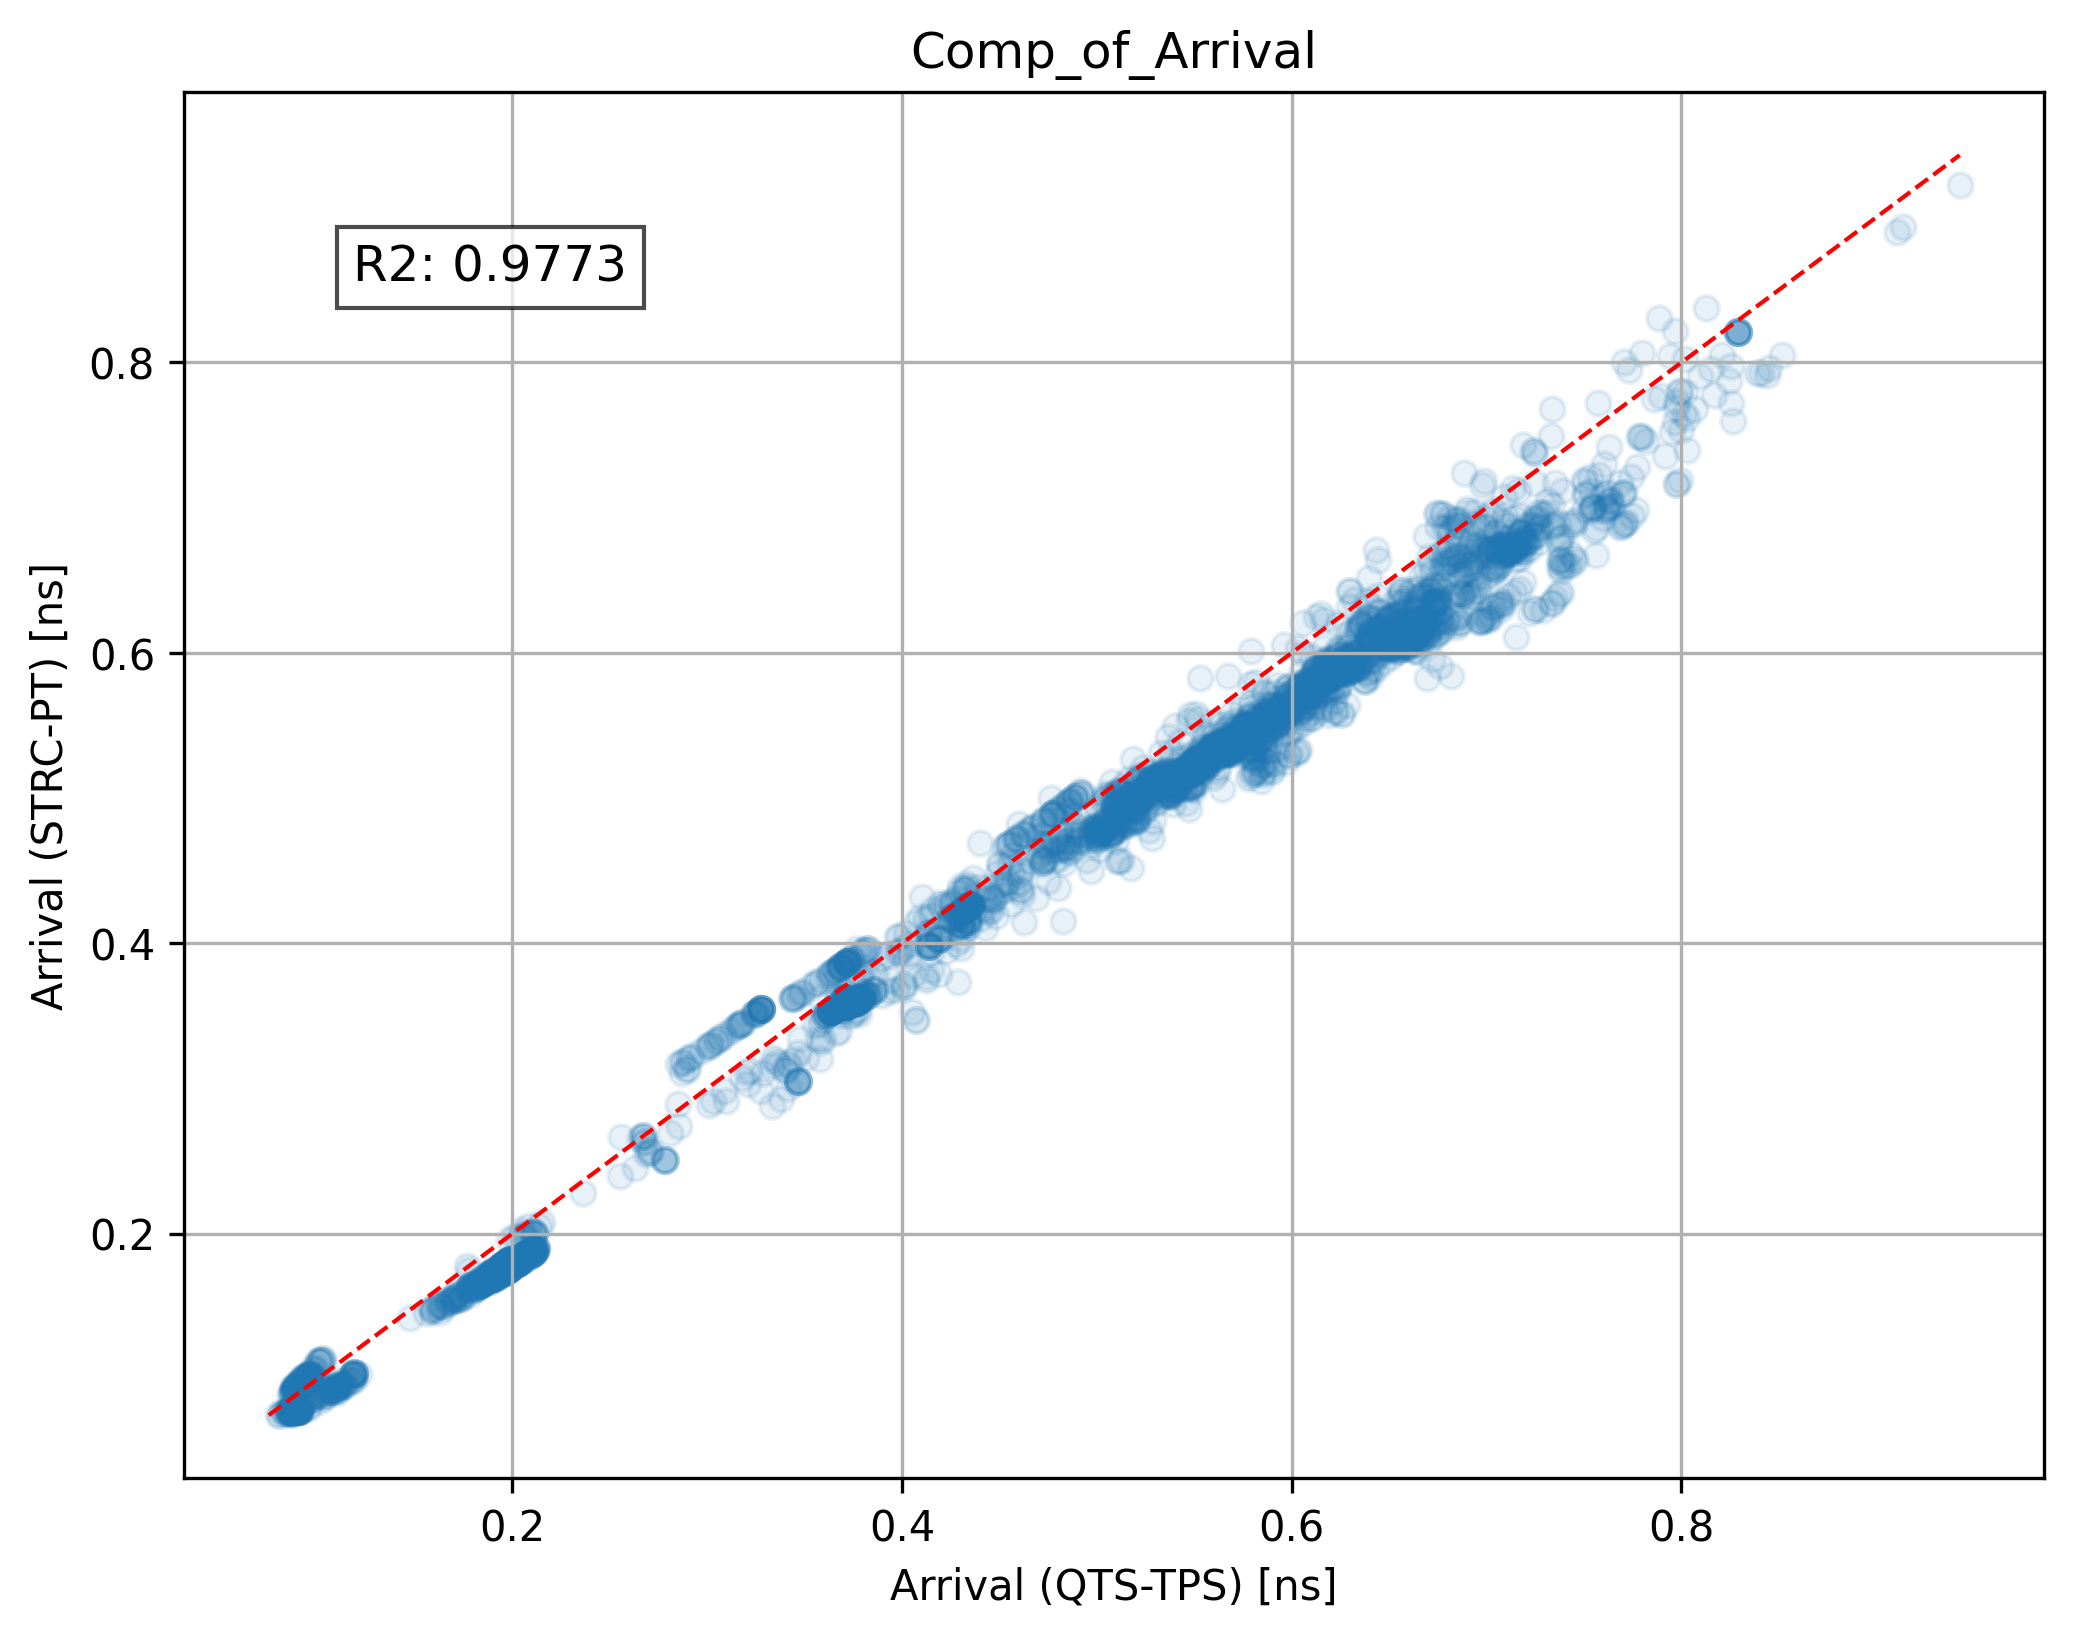 Comp_of_Arrival
R2: 0.9773
Arrival (STRC-PT) [ns]
0.8
0.6
0.4
0.2
0.2 0.4 0.6 0.8
Arrival (QTS-TPS) [ns]